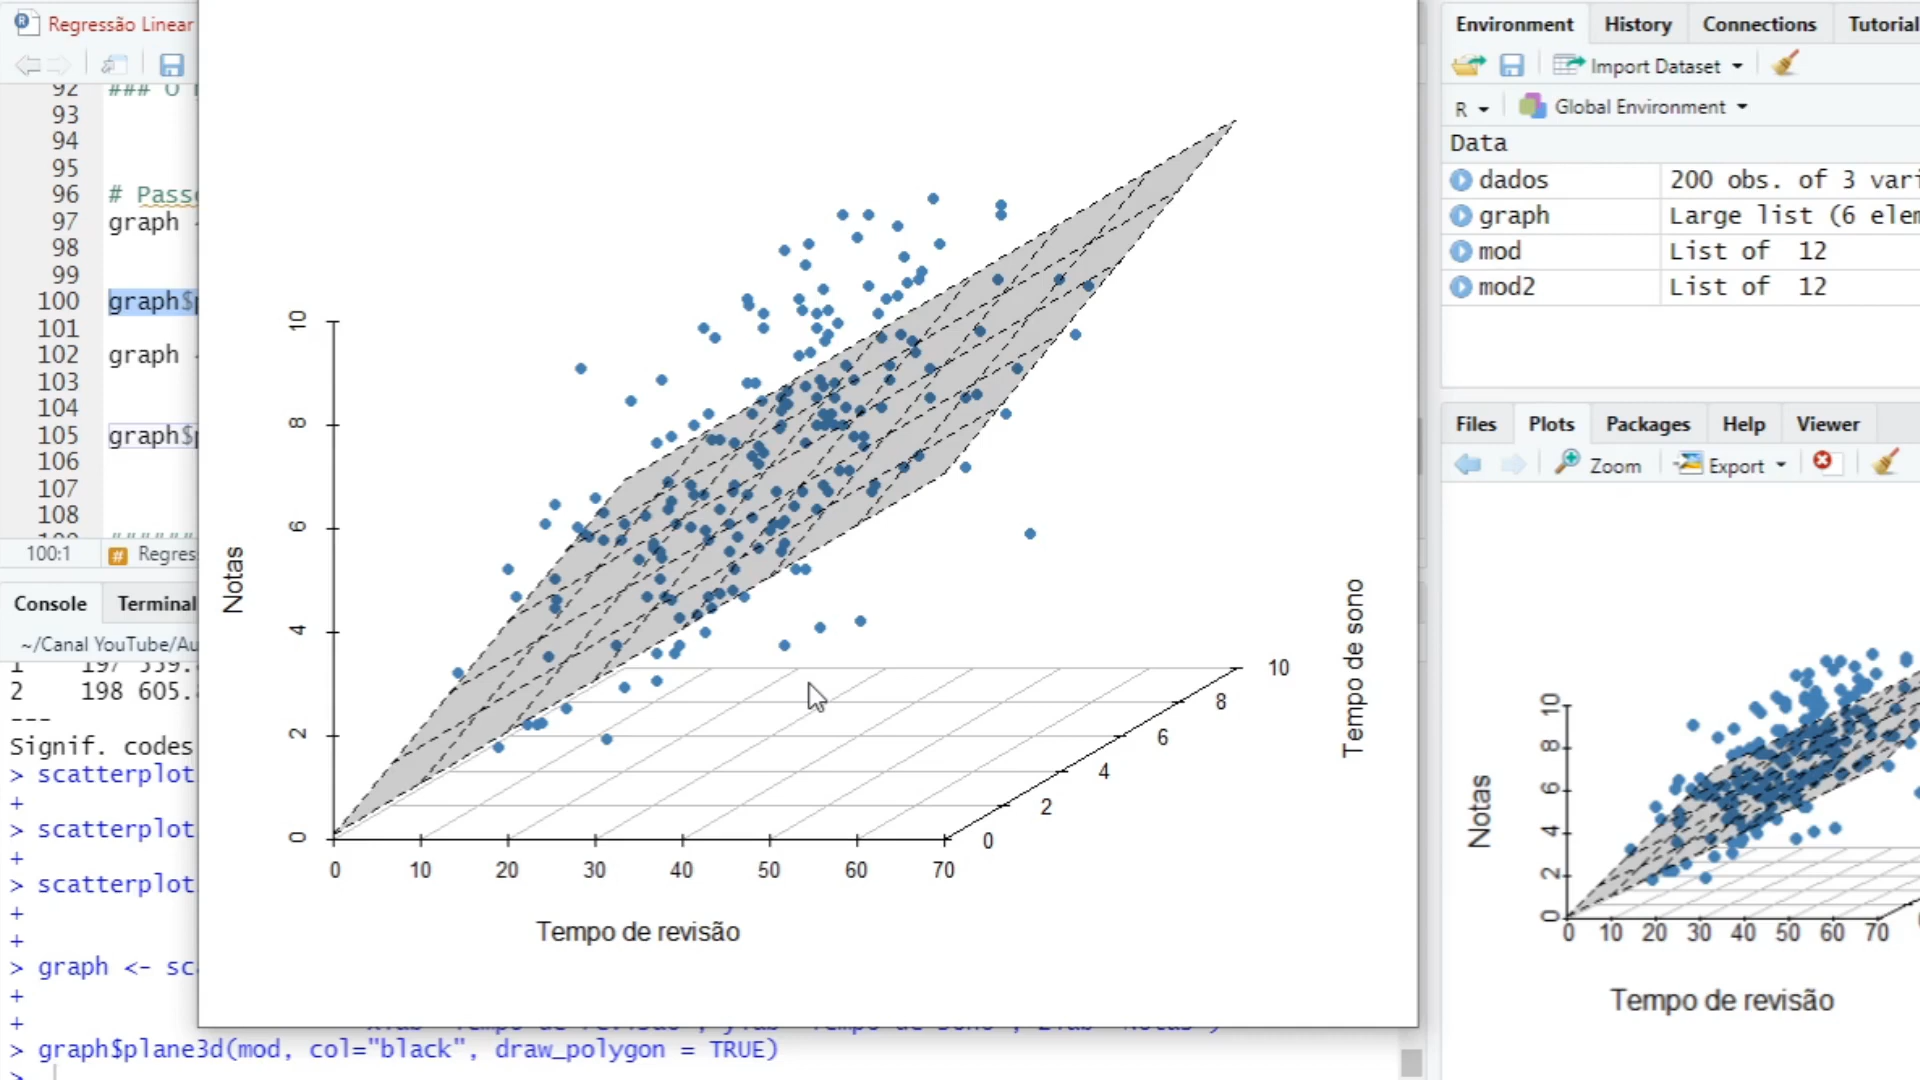 Regressão Linear
92 ###
93
94
95
96 # Passo
97 graph
98
99
100 graph$p
101
102 graph
103
104
105 graph$p
106
107
108
100:1 # Regres
Console Terminal
~/Canal YouTube/Au
1 197 559.
2 198 605.
---
Signif. codes
> scatterplot
+
> scatterplot
+
> scatterplot
+
+
> graph <- sca
+
+
> graph$plane3d(mod, col="black", draw_polygon = TRUE)
>
Notas
10
8
6
4
2
0
0 10 20 30 40 50 60 70
Tempo de revisão
0
2
4
6
8
10
Tempo de sono
Environment History Connections Tutorial
Import Dataset
R Global Environment
Data
dados 200 obs. of 3 vari
graph Large list (6 elem
mod List of 12
mod2 List of 12
Files Plots Packages Help Viewer
Zoom Export
Notas
10
8
6
4
2
0
0 10 20 30 40 50 60 70
Tempo de revisão